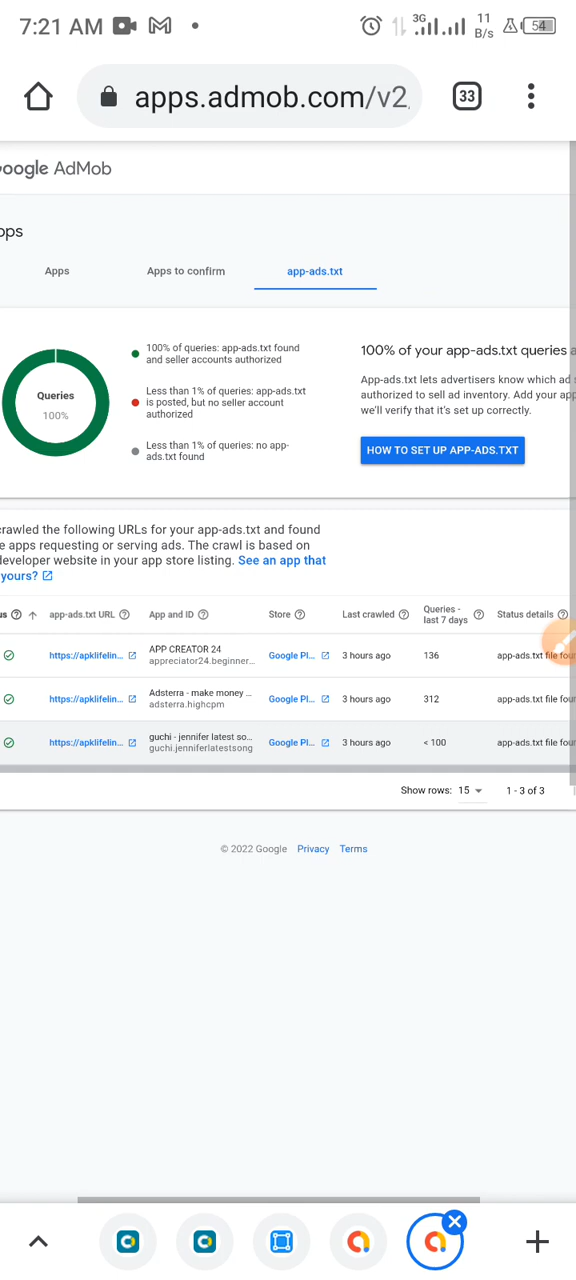 7:21 AM
3G
11
B/s
54
apps.admob.com/v2
33
oogle AdMob
ops
Apps
Apps to confirm
app-ads.txt
Queries
100%
100% of queries: app-ads.txt found
and seller accounts authorized
Less than 1% of queries: app-ads.txt
is posted, but no seller account
authorized
Less than 1% of queries: no app-
ads.txt found
100% of your app-ads.txt queries a
App-ads.txt lets advertisers know which ad s
authorized to sell ad inventory. Add your app
we'll verify that it's set up correctly.
HOW TO SET UP APP-ADS.TXT
crawled the following URLs for your app-ads.txt and found
e apps requesting or serving ads. The crawl is based on
developer website in your app store listing. See an app that
yours?
us
app-ads.txt URL
App and ID
Store
Last crawled
Queries -
last 7 days
Status details
https://apklifelin...
APP CREATOR 24
appreciator24.beginner...
Google Pl...
3 hours ago
136
app-ads.txt file four
https://apklifelin...
Adsterra - make money ...
adsterra.highcpm
Google Pl...
3 hours ago
312
app-ads.txt file four
https://apklifelin...
guchi - jennifer latest so...
guchi.jenniferlatestsong
Google Pl...
3 hours ago
< 100
app-ads.txt file four
Show rows: 15
1 - 3 of 3
© 2022 Google Privacy Terms